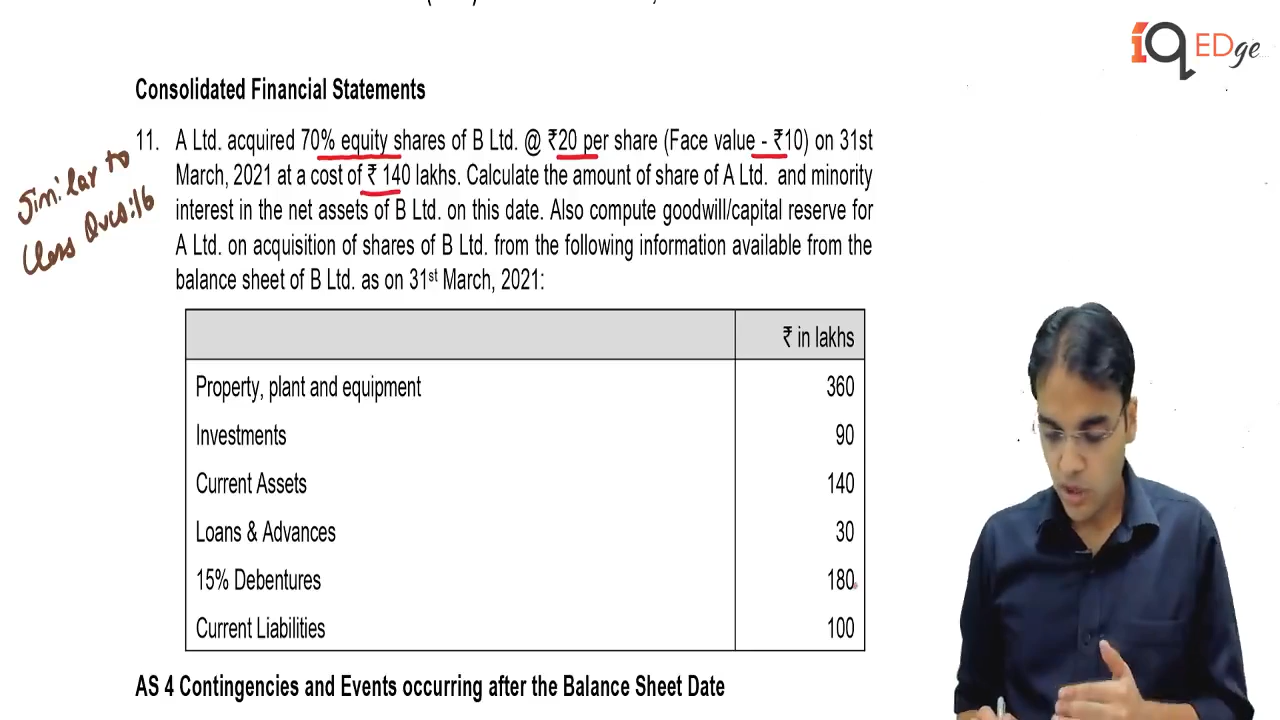 iQ EDge
Consolidated Financial Statements
11. A Ltd. acquired 70% equity shares of B Ltd. @ ₹20 per share (Face value - ₹10) on 31st
March, 2021 at a cost of ₹ 140 lakhs. Calculate the amount of share of A Ltd. and minority
interest in the net assets of B Ltd. on this date. Also compute goodwill/capital reserve for
A Ltd. on acquisition of shares of B Ltd. from the following information available from the
balance sheet of B Ltd. as on 31st March, 2021:
Similar to
Class Ques:16
₹ in lakhs
Property, plant and equipment 360
Investments 90
Current Assets 140
Loans & Advances 30
15% Debentures 180
Current Liabilities 100
AS 4 Contingencies and Events occurring after the Balance Sheet Date